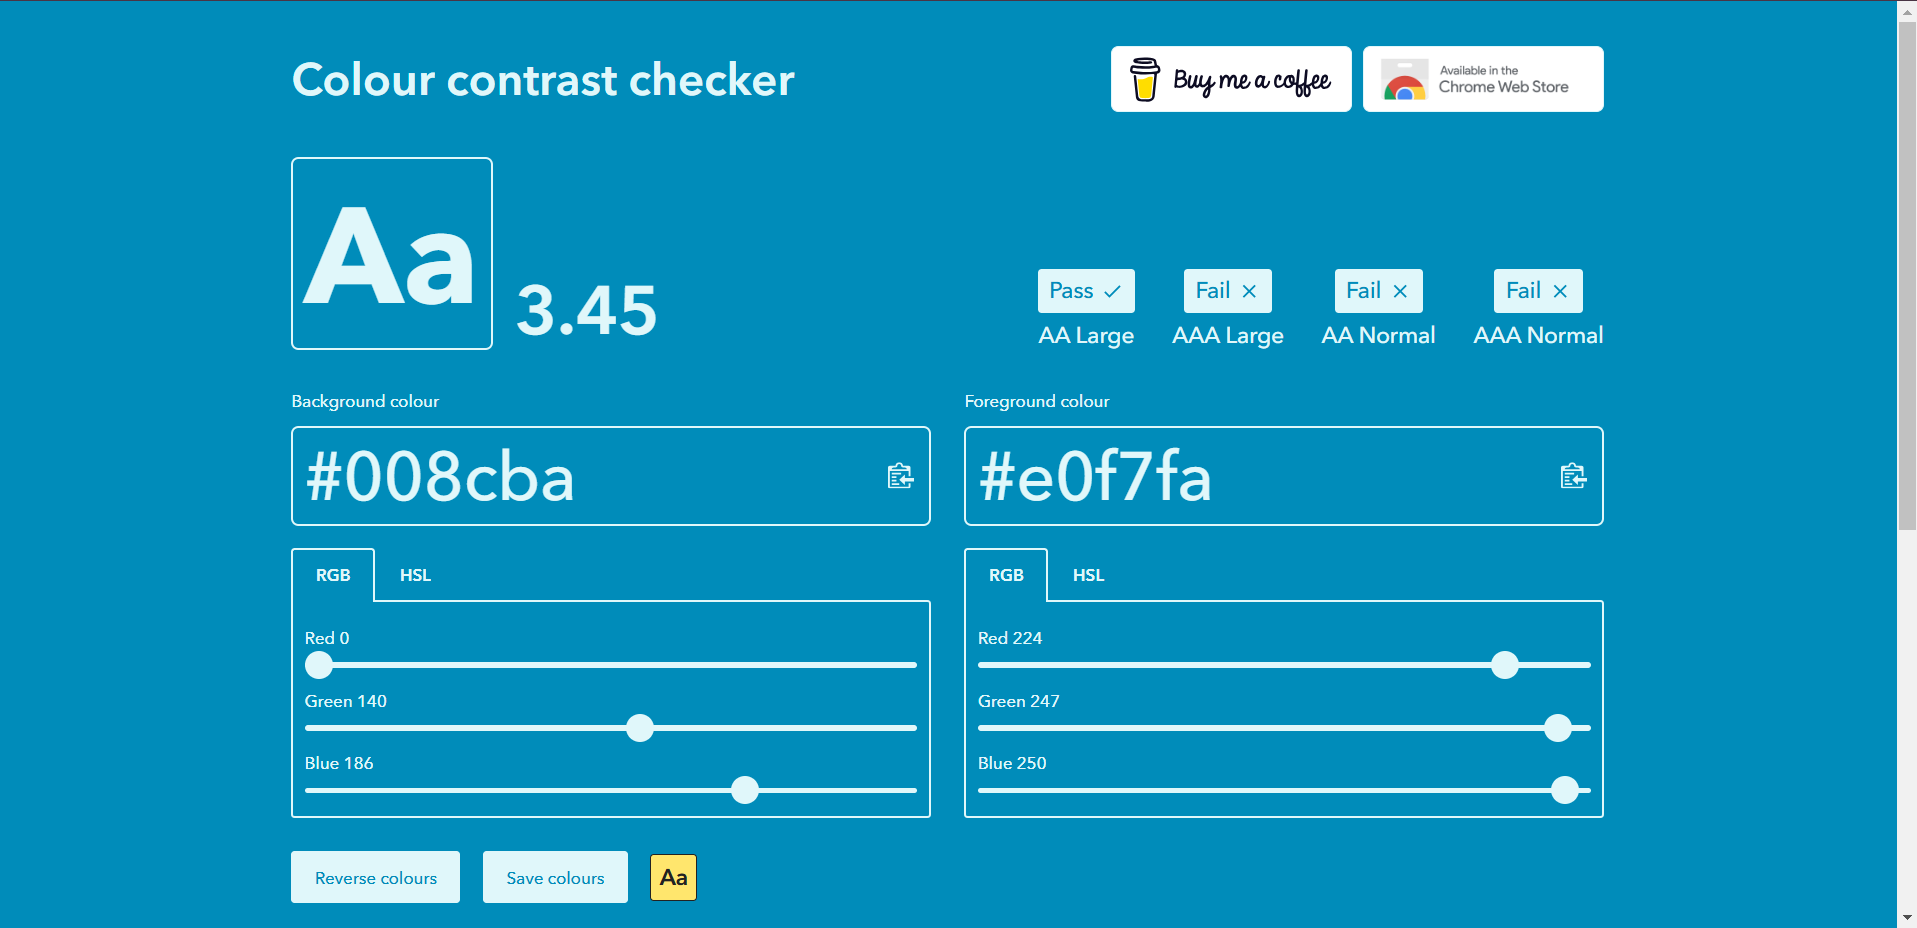 Colour contrast checker
Buy me a coffee
Available in the
Chrome Web Store
Aa
3.45
Pass
Fail
Fail
Fail
AA Large
AAA Large
AA Normal
AAA Normal
Background colour
#008cba
RGB
HSL
Red 0
Green 140
Blue 186
Foreground colour
#e0f7fa
RGB
HSL
Red 224
Green 247
Blue 250
Reverse colours
Save colours
Aa